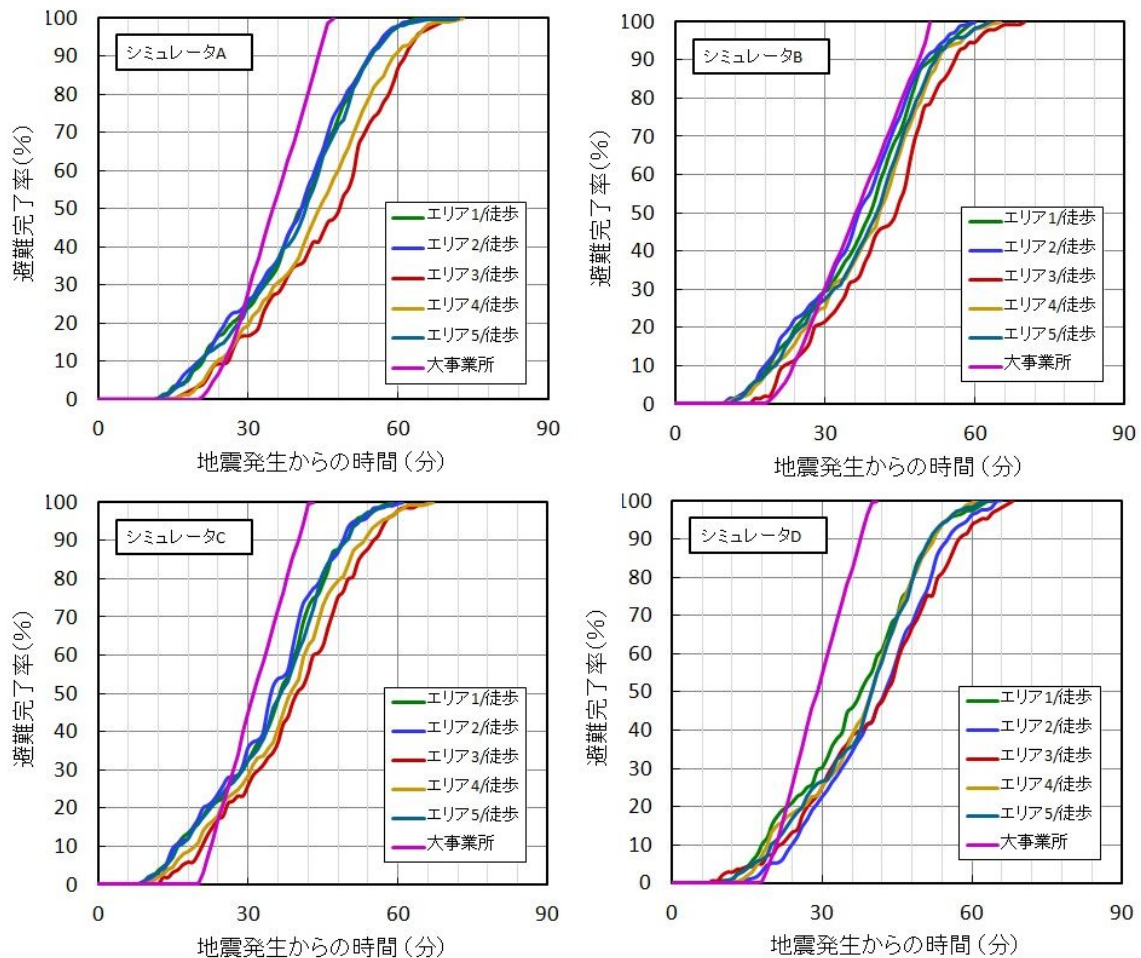 シミュレータA
避難完了率(%)
100
90
80
70
60
50
40
30
20
10
0
エリア1/徒歩
エリア2/徒歩
エリア3/徒歩
エリア4/徒歩
エリア5/徒歩
大事業所
0 30 60 90
地震発生からの時間(分)
シミュレータB
避難完了率(%)
100
90
80
70
60
50
40
30
20
10
0
エリア1/徒歩
エリア2/徒歩
エリア3/徒歩
エリア4/徒歩
エリア5/徒歩
大事業所
0 30 60 90
地震発生からの時間(分)
シミュレータC
避難完了率(%)
100
90
80
70
60
50
40
30
20
10
0
エリア1/徒歩
エリア2/徒歩
エリア3/徒歩
エリア4/徒歩
エリア5/徒歩
大事業所
0 30 60 90
地震発生からの時間(分)
シミュレータD
避難完了率(%)
100
90
80
70
60
50
40
30
20
10
0
エリア1/徒歩
エリア2/徒歩
エリア3/徒歩
エリア4/徒歩
エリア5/徒歩
大事業所
0 30 60 90
地震発生からの時間(分)